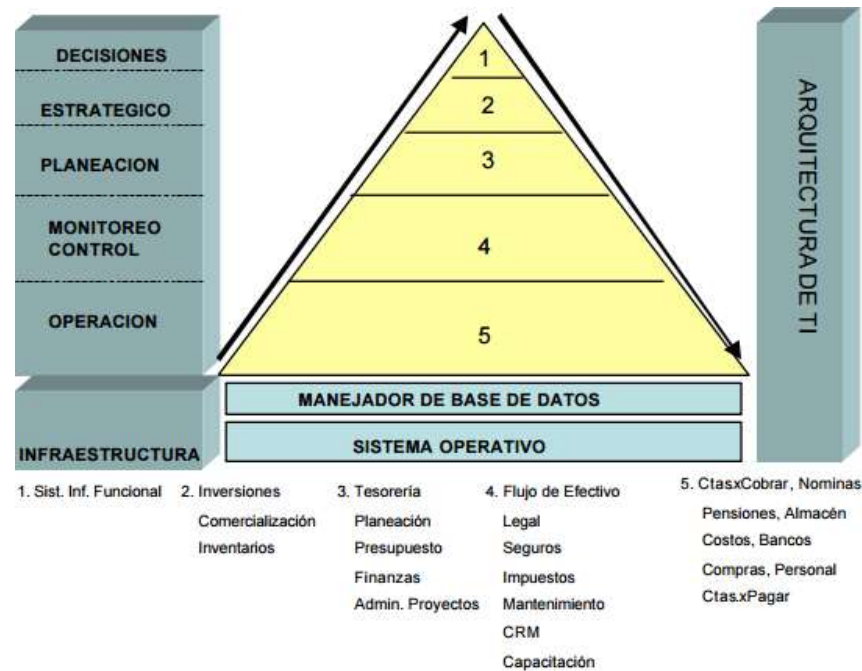 DECISIONES
ESTRATEGICO
PLANEACION
MONITOREO
CONTROL
OPERACION
INFRAESTRUCTURA
1
2
3
4
5
MANEJADOR DE BASE DE DATOS
SISTEMA OPERATIVO
ARQUITECTURA DE TI
1. Sist. Inf. Funcional
2. Inversiones
Comercialización
Inventarios
3. Tesorería
Planeación
Presupuesto
Finanzas
Admin. Proyectos
4. Flujo de Efectivo
Legal
Seguros
Impuestos
Mantenimiento
CRM
Capacitación
5. CtasxCobrar, Nominas
Pensiones, Almacén
Costos, Bancos
Compras, Personal
Ctas.xPagar